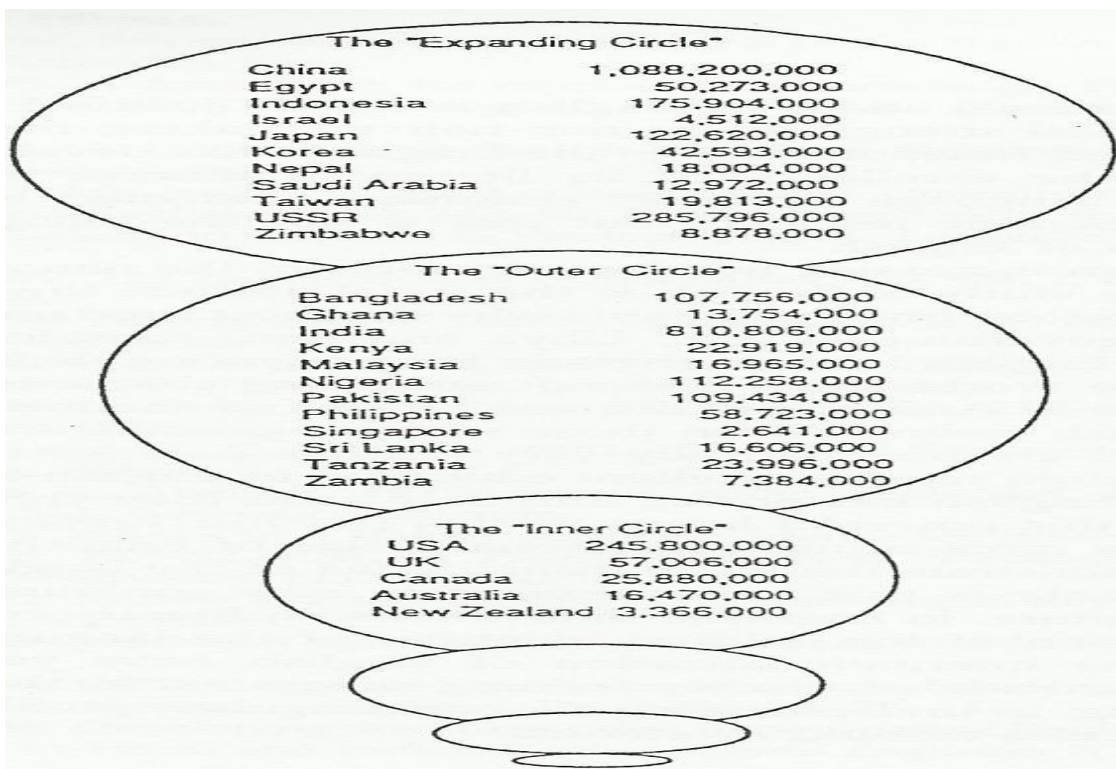 The "Expanding Circle"
China 1,088,200,000
Egypt 50,273,000
Indonesia 175,904,000
Israel 4,512,000
Japan 122,620,000
Korea 42,593,000
Nepal 18,004,000
Saudi Arabia 12,972,000
Taiwan 19,813,000
USSR 285,796,000
Zimbabwe 8,878,000
The "Outer Circle"
Bangladesh 107,756,000
Ghana 13,754,000
India 810,806,000
Kenya 22,919,000
Malaysia 16,965,000
Nigeria 112,258,000
Pakistan 109,434,000
Philippines 58,723,000
Singapore 2,641,000
Sri Lanka 16,606,000
Tanzania 23,996,000
Zambia 7,384,000
The "Inner Circle"
USA 245,800,000
UK 57,006,000
Canada 25,880,000
Australia 16,470,000
New Zealand 3,366,000